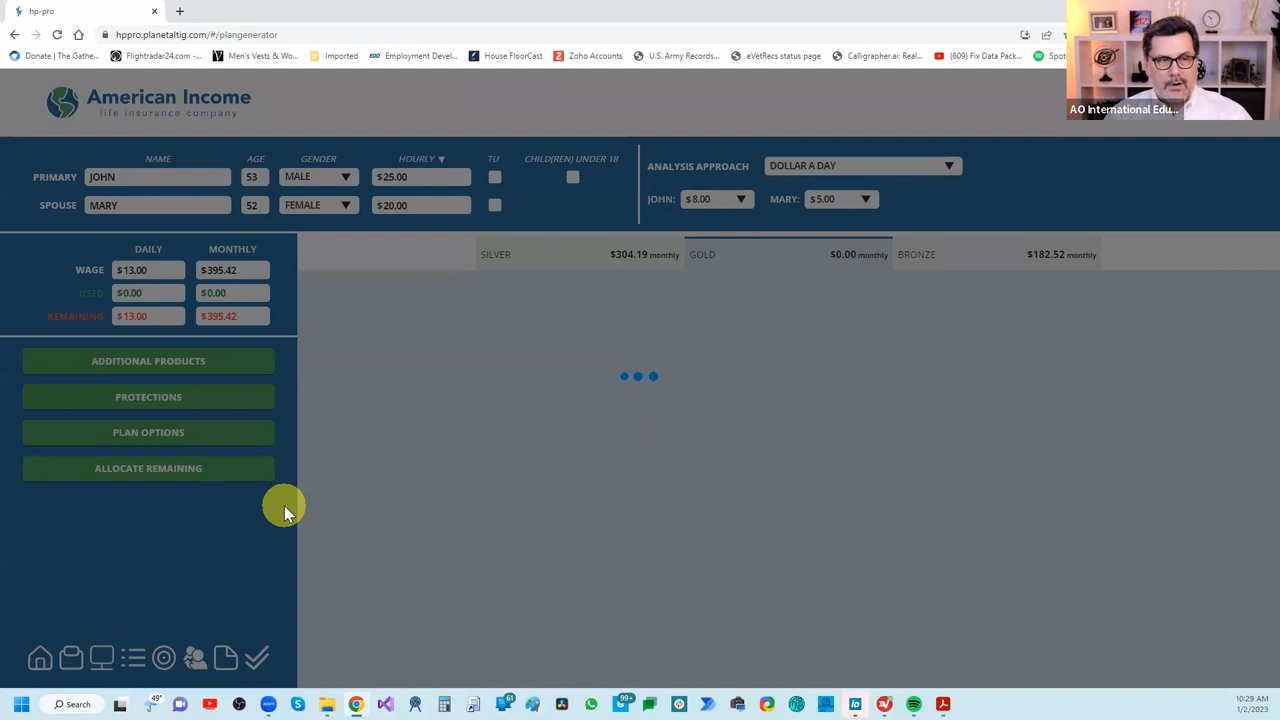 hp-pro
hppro.planetaltig.com/#/plangenerator
Donate | The Gathe...
Flightradar24.com -...
Men's Vests & Wo...
Imported
EDD Employment Devel...
House FloorCast
Zoho Accounts
U.S. Army Records...
eVetRecs status page
Calligrapher.ai: Real...
(609) Fix Data Pack...
Spot
AO International Edu...
American Income
life insurance company
NAME AGE GENDER HOURLY ▼ TU CHILD(REN) UNDER 18
PRIMARY JOHN 53 MALE $25.00
SPOUSE MARY 52 FEMALE $20.00
ANALYSIS APPROACH DOLLAR A DAY
JOHN: $8.00 MARY: $5.00
DAILY MONTHLY
WAGE $13.00 $395.42
USED $0.00 $0.00
REMAINING $13.00 $395.42
SILVER $304.19 monthly
GOLD $0.00 monthly
BRONZE $182.52 monthly
ADDITIONAL PRODUCTS
PROTECTIONS
PLAN OPTIONS
ALLOCATE REMAINING
Search
49°
61
99+
10:29 AM
1/2/2023